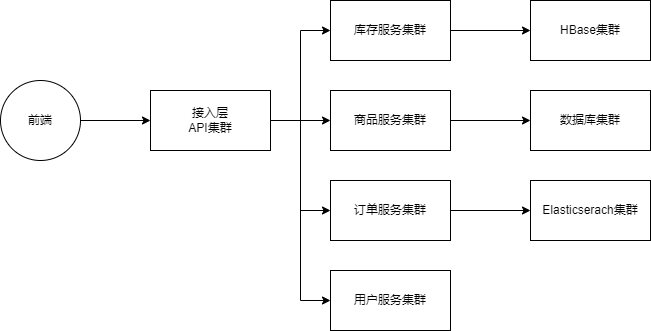 前端
接入层
API集群
库存服务集群
HBase集群
商品服务集群
数据库集群
订单服务集群
Elasticserach集群
用户服务集群